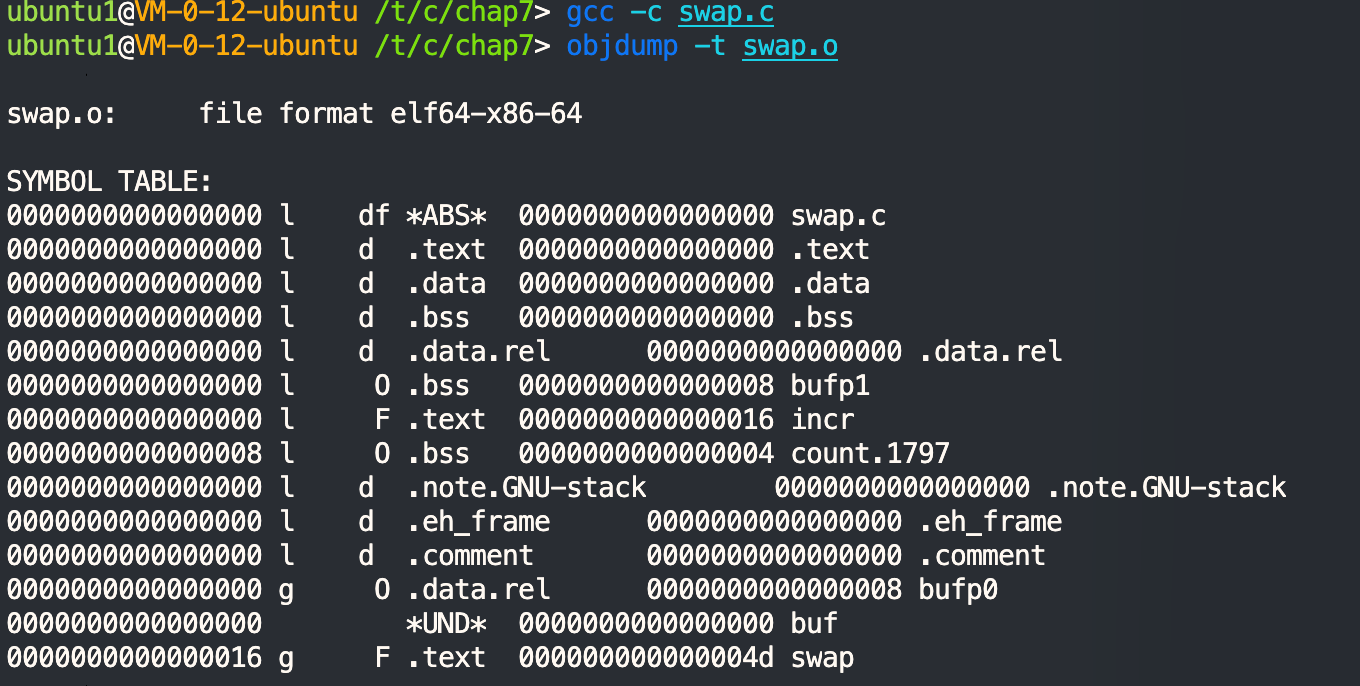 ubuntu1@VM-0-12-ubuntu /t/c/chap7> gcc -c swap.c
ubuntu1@VM-0-12-ubuntu /t/c/chap7> objdump -t swap.o
swap.o:     file format elf64-x86-64
SYMBOL TABLE:
0000000000000000 l    df *ABS*  0000000000000000 swap.c
0000000000000000 l    d  .text  0000000000000000 .text
0000000000000000 l    d  .data  0000000000000000 .data
0000000000000000 l    d  .bss   0000000000000000 .bss
0000000000000000 l    d  .data.rel      0000000000000000 .data.rel
0000000000000000 l     O .bss   0000000000000008 bufp1
0000000000000000 l     F .text  0000000000000016 incr
0000000000000008 l     O .bss   0000000000000004 count.1797
0000000000000000 l    d  .note.GNU-stack        0000000000000000 .note.GNU-stack
0000000000000000 l    d  .eh_frame      0000000000000000 .eh_frame
0000000000000000 l    d  .comment       0000000000000000 .comment
0000000000000000 g     O .data.rel      0000000000000008 bufp0
0000000000000000         *UND*  0000000000000000 buf
0000000000000016 g     F .text  000000000000004d swap